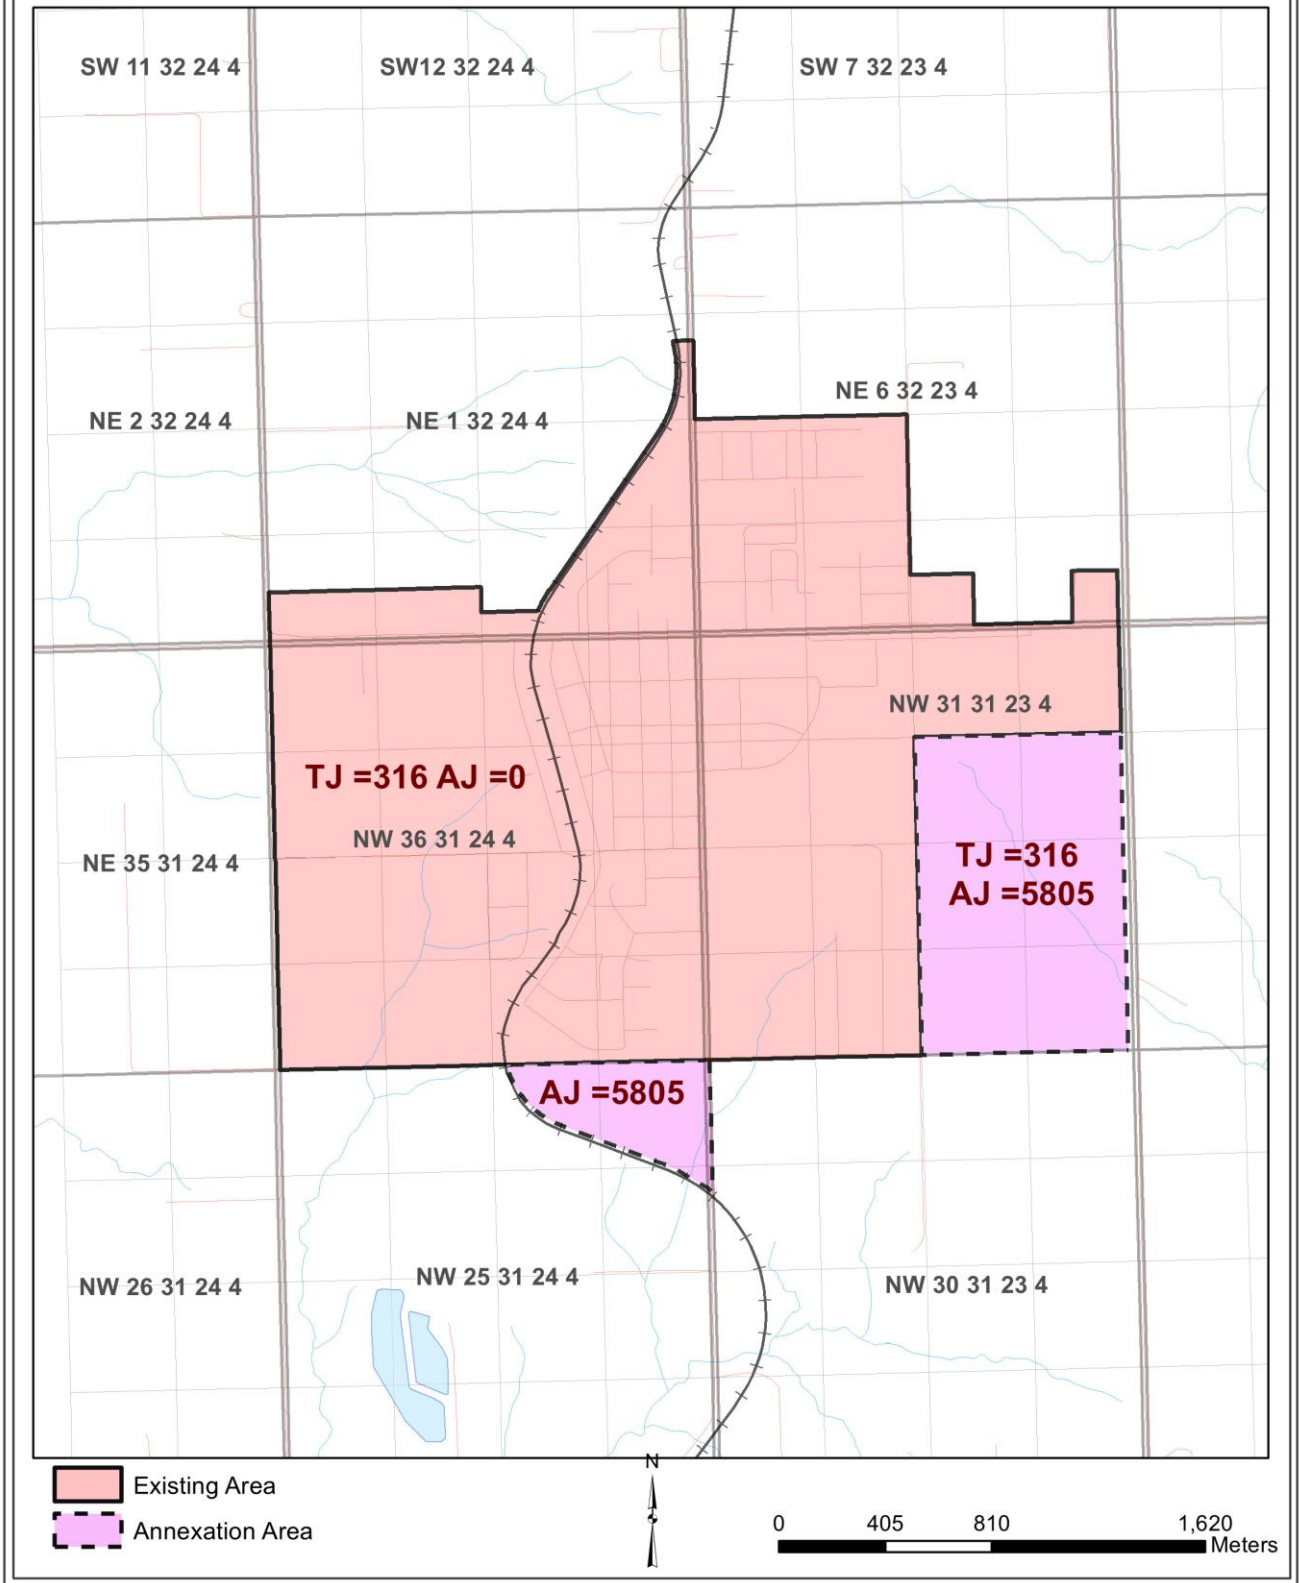 SW 11 32 24 4
SW12 32 24 4
SW 7 32 23 4
NE 2 32 24 4
NE 1 32 24 4
NE 6 32 23 4
NW 31 31 23 4
TJ =316 AJ =0
NW 36 31 24 4
NE 35 31 24 4
TJ =316
AJ =5805
AJ =5805
NW 26 31 24 4
NW 25 31 24 4
NW 30 31 23 4
Existing Area
Annexation Area
N
0 405 810 1,620
Meters